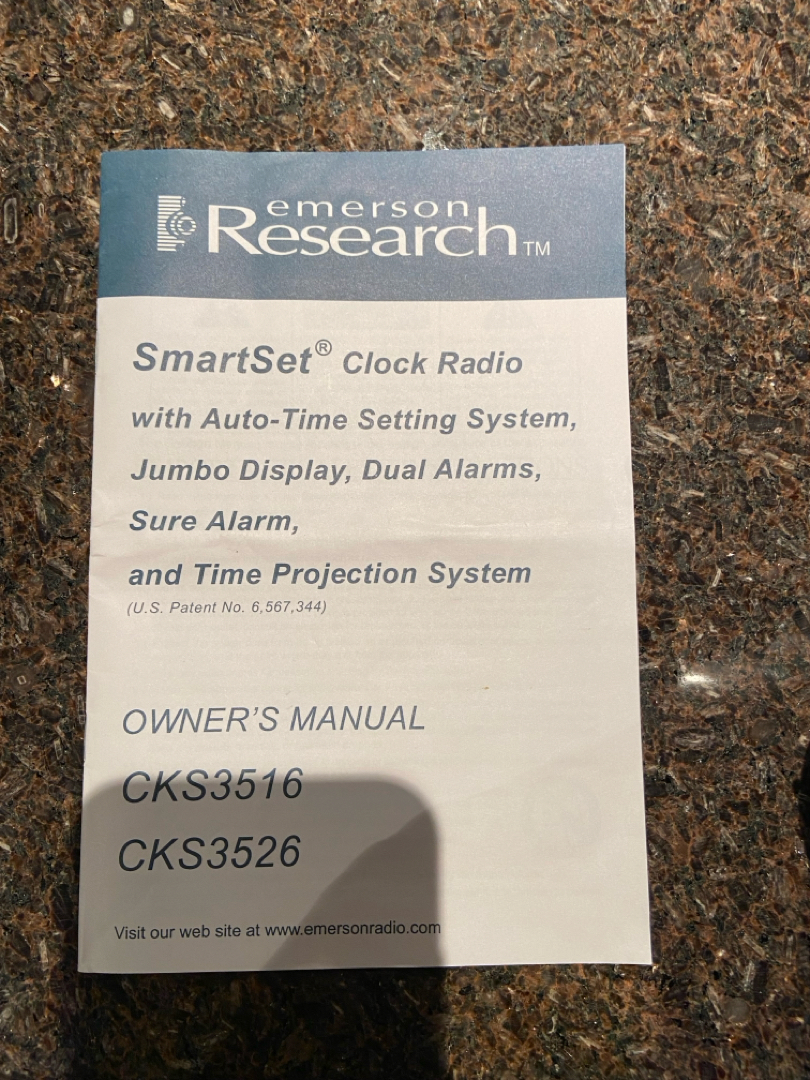 emerson
Research™
SmartSet® Clock Radio
with Auto-Time Setting System,
Jumbo Display, Dual Alarms,
Sure Alarm,
and Time Projection System
(U.S. Patent No. 6,567,344)
OWNER'S MANUAL
CKS3516
CKS3526
Visit our web site at www.emersonradio.com